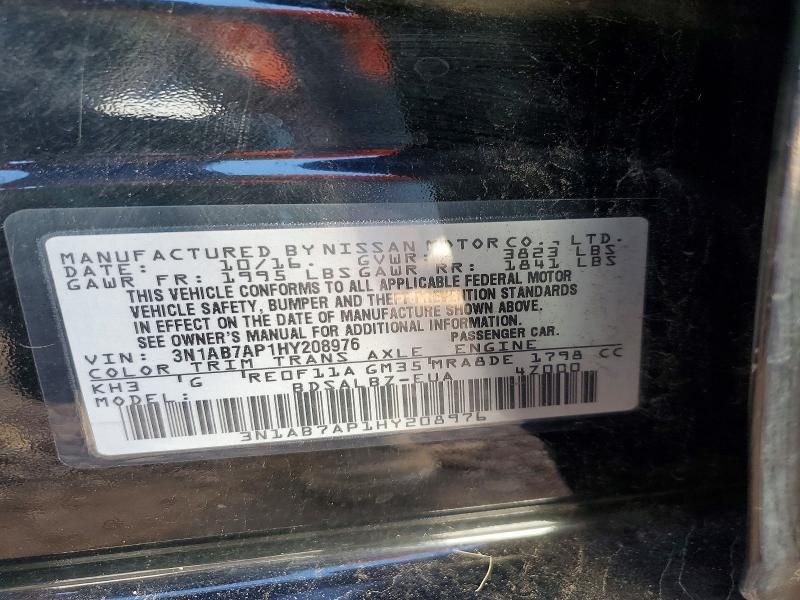 MANUFACTURED BY NISSAN MOTOR CO., LTD.
DATE: 10/16. GVWR: 3823 LBS
GAWR FR: 1995 LBS GAWR RR: 1841 LBS
THIS VEHICLE CONFORMS TO ALL APPLICABLE FEDERAL MOTOR
VEHICLE SAFETY, BUMPER AND THEFT PREVENTION STANDARDS
IN EFFECT ON THE DATE OF MANUFACTURE SHOWN ABOVE.
SEE OWNER'S MANUAL FOR ADDITIONAL INFORMATION.
VIN: 3N1AB7AP1HY208976 PASSENGER CAR.
COLOR TRIM TRANS AXLE ENGINE
KH3 G RE0F11A GM35 MRA8DE 1798 CC
MODEL: BDSALBZ-EUA 4Z000
3N1AB7AP1HY208976